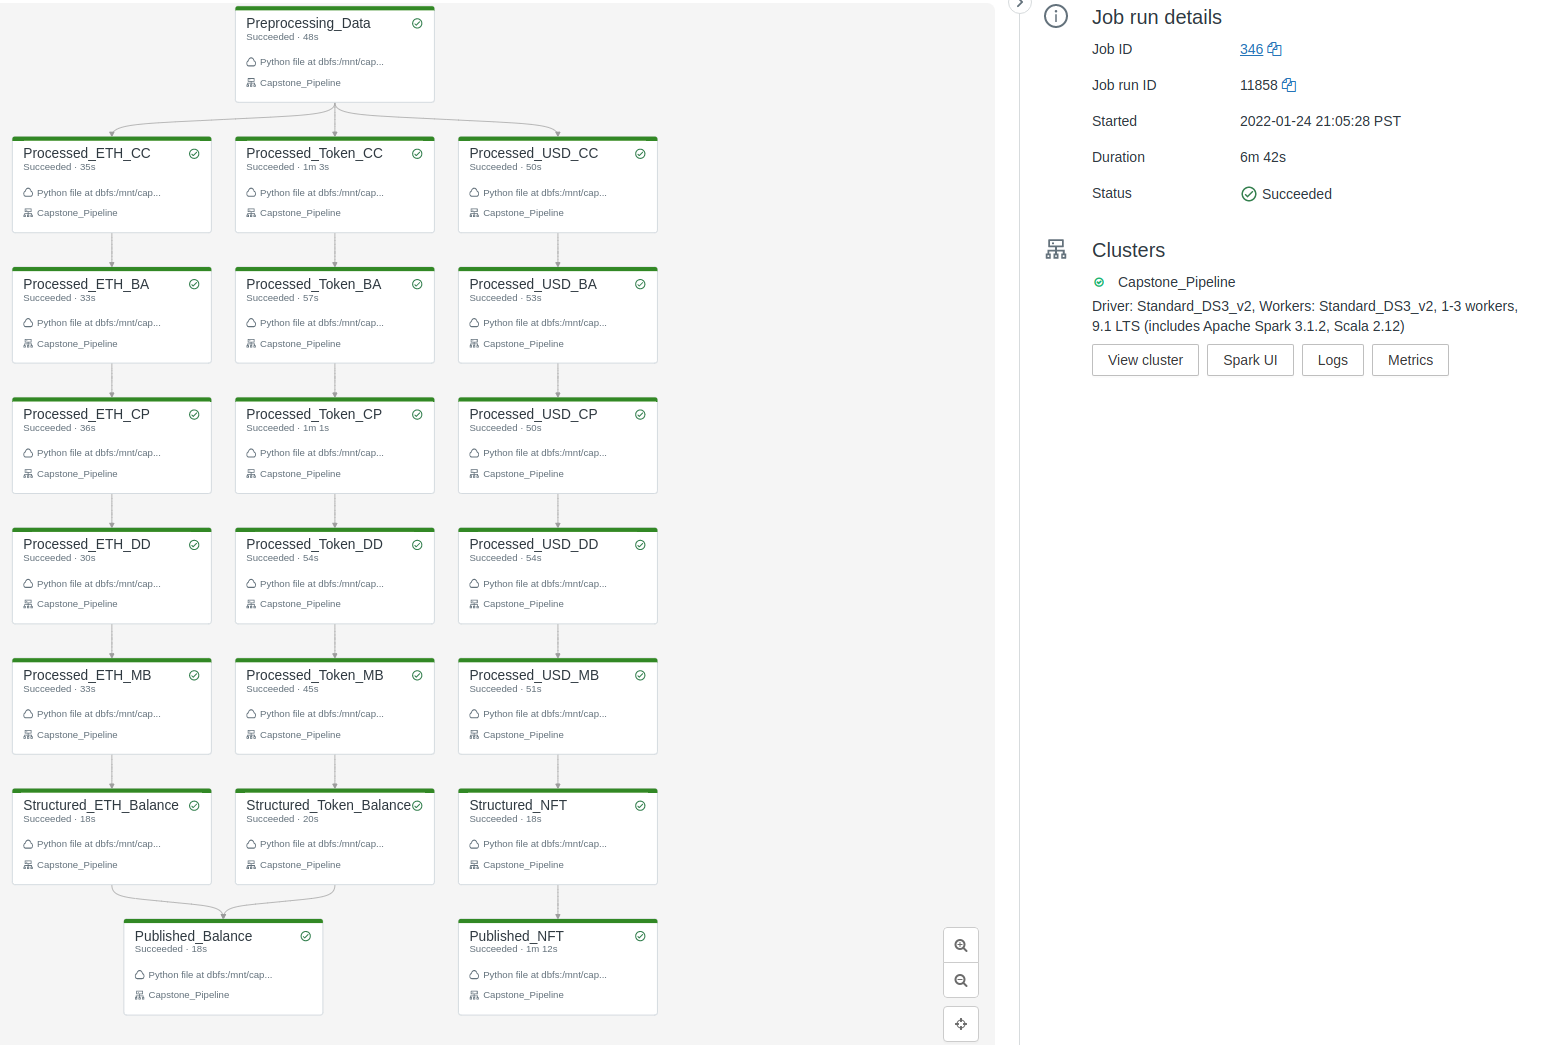 Preprocessing_Data
Succeeded · 48s
Python file at dbfs:/mnt/cap...
Capstone_Pipeline
Processed_ETH_CC
Succeeded · 35s
Python file at dbfs:/mnt/cap...
Capstone_Pipeline
Processed_Token_CC
Succeeded · 1m 3s
Python file at dbfs:/mnt/cap...
Capstone_Pipeline
Processed_USD_CC
Succeeded · 50s
Python file at dbfs:/mnt/cap...
Capstone_Pipeline
Processed_ETH_BA
Succeeded · 33s
Python file at dbfs:/mnt/cap...
Capstone_Pipeline
Processed_Token_BA
Succeeded · 57s
Python file at dbfs:/mnt/cap...
Capstone_Pipeline
Processed_USD_BA
Succeeded · 53s
Python file at dbfs:/mnt/cap...
Capstone_Pipeline
Processed_ETH_CP
Succeeded · 36s
Python file at dbfs:/mnt/cap...
Capstone_Pipeline
Processed_Token_CP
Succeeded · 1m 1s
Python file at dbfs:/mnt/cap...
Capstone_Pipeline
Processed_USD_CP
Succeeded · 50s
Python file at dbfs:/mnt/cap...
Capstone_Pipeline
Processed_ETH_DD
Succeeded · 30s
Python file at dbfs:/mnt/cap...
Capstone_Pipeline
Processed_Token_DD
Succeeded · 54s
Python file at dbfs:/mnt/cap...
Capstone_Pipeline
Processed_USD_DD
Succeeded · 54s
Python file at dbfs:/mnt/cap...
Capstone_Pipeline
Processed_ETH_MB
Succeeded · 33s
Python file at dbfs:/mnt/cap...
Capstone_Pipeline
Processed_Token_MB
Succeeded · 45s
Python file at dbfs:/mnt/cap...
Capstone_Pipeline
Processed_USD_MB
Succeeded · 51s
Python file at dbfs:/mnt/cap...
Capstone_Pipeline
Structured_ETH_Balance
Succeeded · 18s
Python file at dbfs:/mnt/cap...
Capstone_Pipeline
Structured_Token_Balance
Succeeded · 20s
Python file at dbfs:/mnt/cap...
Capstone_Pipeline
Structured_NFT
Succeeded · 18s
Python file at dbfs:/mnt/cap...
Capstone_Pipeline
Published_Balance
Succeeded · 18s
Python file at dbfs:/mnt/cap...
Capstone_Pipeline
Published_NFT
Succeeded · 1m 12s
Python file at dbfs:/mnt/cap...
Capstone_Pipeline
Job run details
Job ID 346
Job run ID 11858
Started 2022-01-24 21:05:28 PST
Duration 6m 42s
Status Succeeded
Clusters
Capstone_Pipeline
Driver: Standard_DS3_v2, Workers: Standard_DS3_v2, 1-3 workers,
9.1 LTS (includes Apache Spark 3.1.2, Scala 2.12)
View cluster Spark UI Logs Metrics